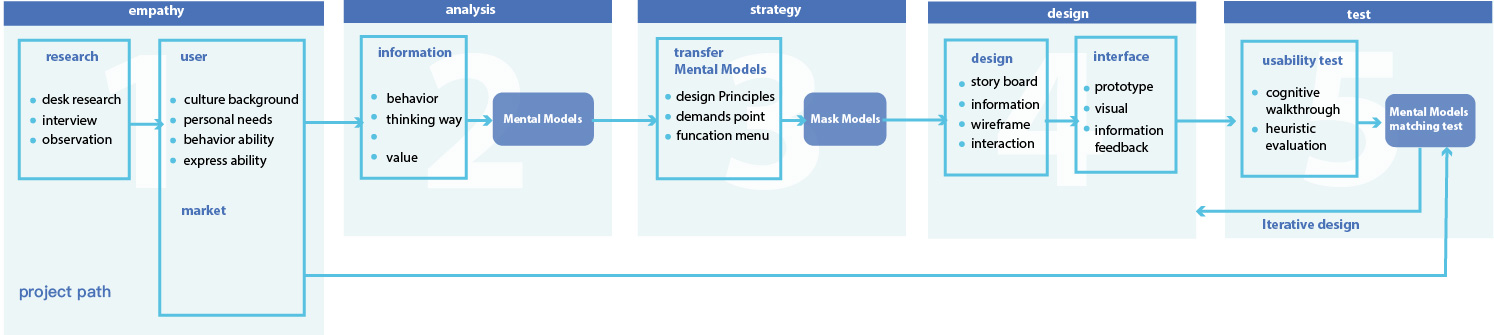 empathy
1
research
desk research
interview
observation
user
culture background
personal needs
behavior ability
express ability
market
project path
analysis
2
information
behavior
thinking way
value
Mental Models
strategy
3
transfer
Mental Models
design Principles
demands point
funcation menu
Mask Models
design
4
design
story board
information
wireframe
interaction
interface
prototype
visual
information
feedback
test
5
usability test
cognitive
walkthrough
heuristic
evaluation
Mental Models
matching test
Iterative design